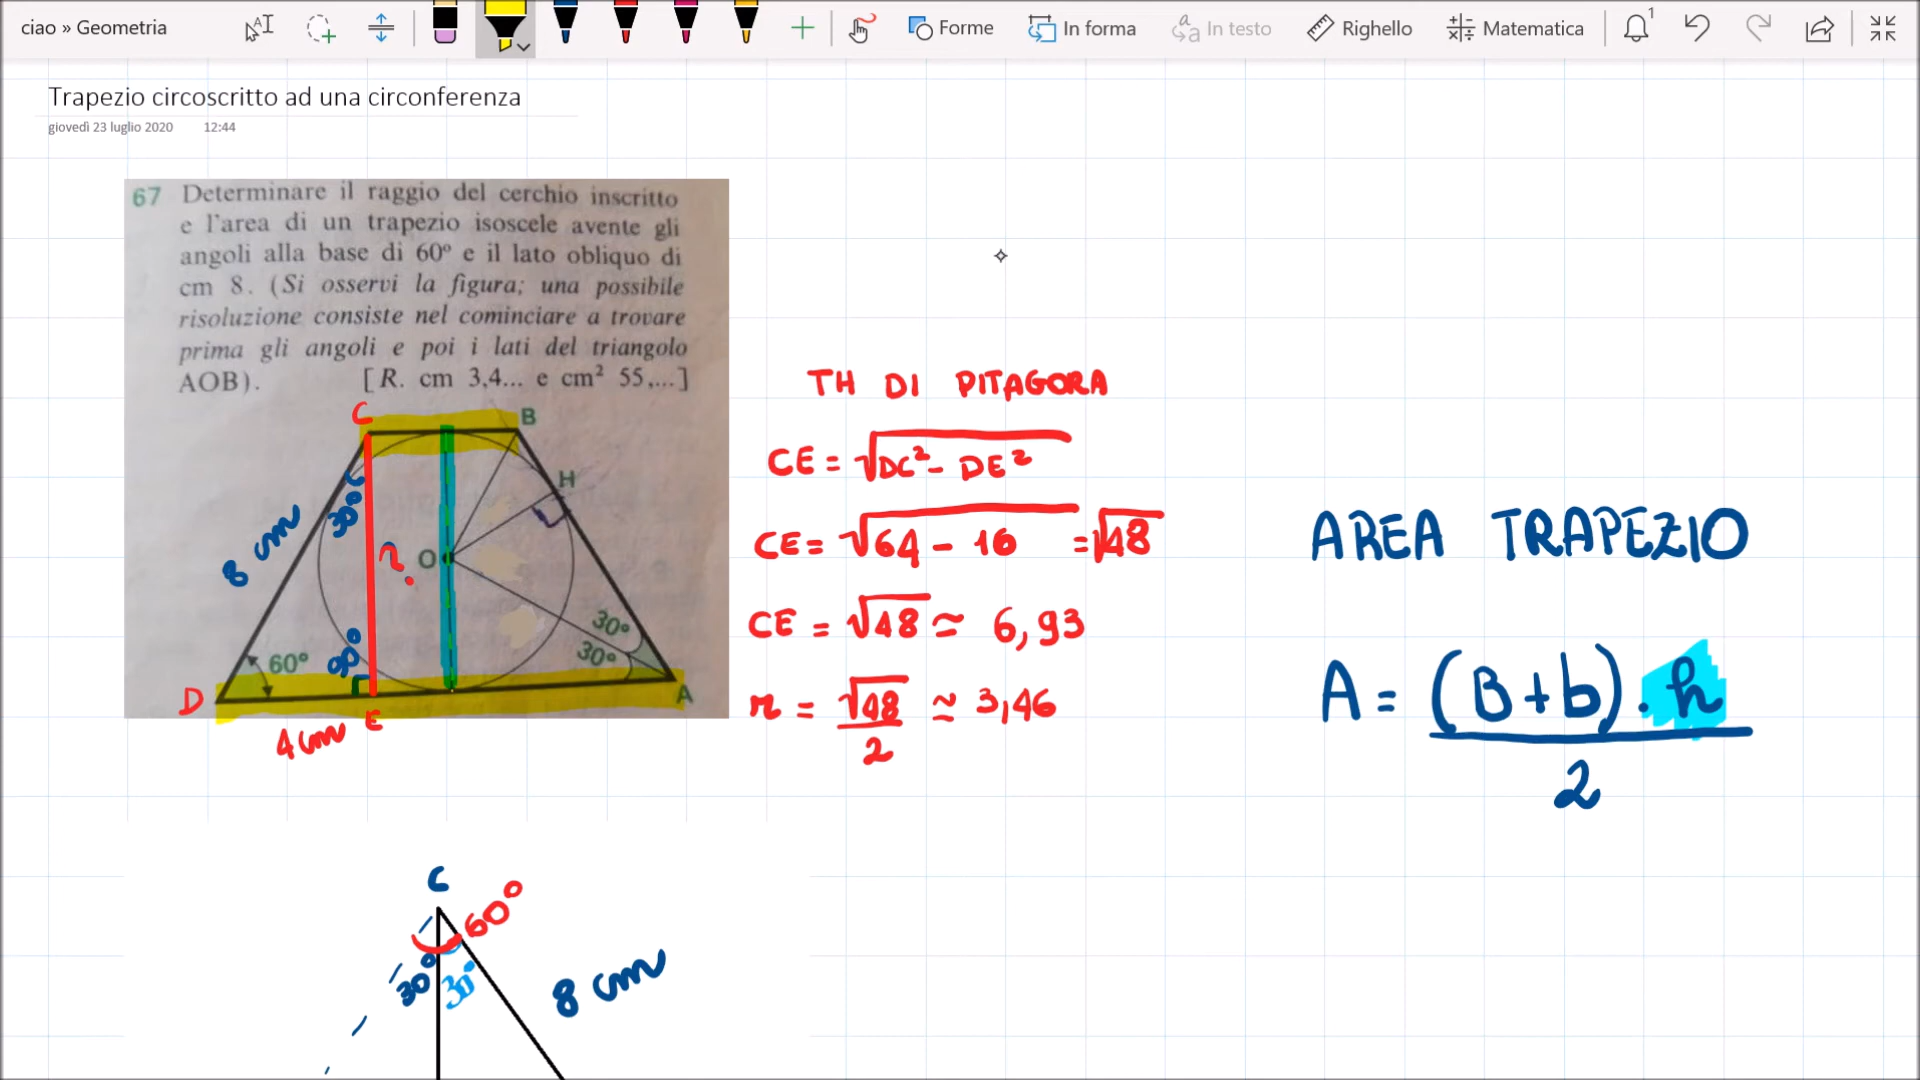 ciao » Geometria
Forme
In forma
In testo
Righello
Matematica
1
Trapezio circoscritto ad una circonferenza
giovedì 23 luglio 2020 12:44
67 Determinare il raggio del cerchio inscritto
e l'area di un trapezio isoscele avente gli
angoli alla base di 60° e il lato obliquo di
cm 8. (Si osservi la figura; una possibile
risoluzione consiste nel cominciare a trovare
prima gli angoli e poi i lati del triangolo
AOB). [R. cm 3,4... e cm² 55,...]
C
B
H
30°
8 cm
?
O
30°
30°
60°
90°
D
A
4 cm
E
TH DI PITAGORA
CE = √DC² - DE²
CE = √64 - 16 = √48
CE = √48 ≃ 6,93
r = √48 / 2 ≃ 3,46
AREA TRAPEZIO
A = (B+b) . h
2
C
60°
30°
30°
8 cm